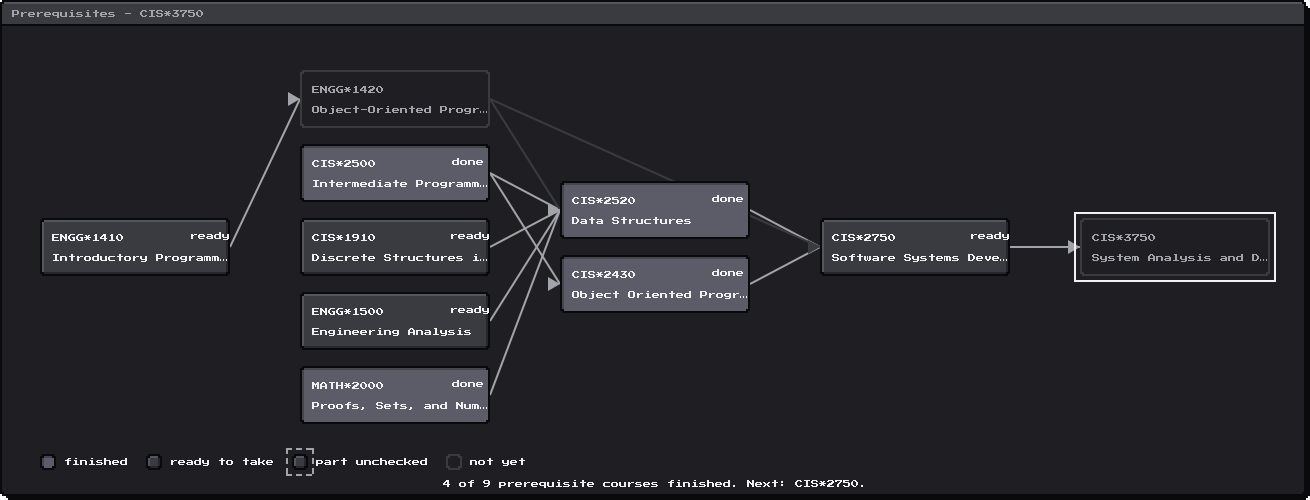 Prerequisites - CIS*3750
ENGG*1420
Object-Oriented Progr…
CIS*2500 done
Intermediate Programm…
CIS*2520 done
Data Structures
ENGG*1410 ready
Introductory Programm…
CIS*1910 ready
Discrete Structures i…
CIS*2750 ready
Software Systems Deve…
CIS*3750
System Analysis and D…
CIS*2430 done
Object Oriented Progr…
ENGG*1500 ready
Engineering Analysis
MATH*2000 done
Proofs, Sets, and Num…
finished ready to take part unchecked not yet
4 of 9 prerequisite courses finished. Next: CIS*2750.